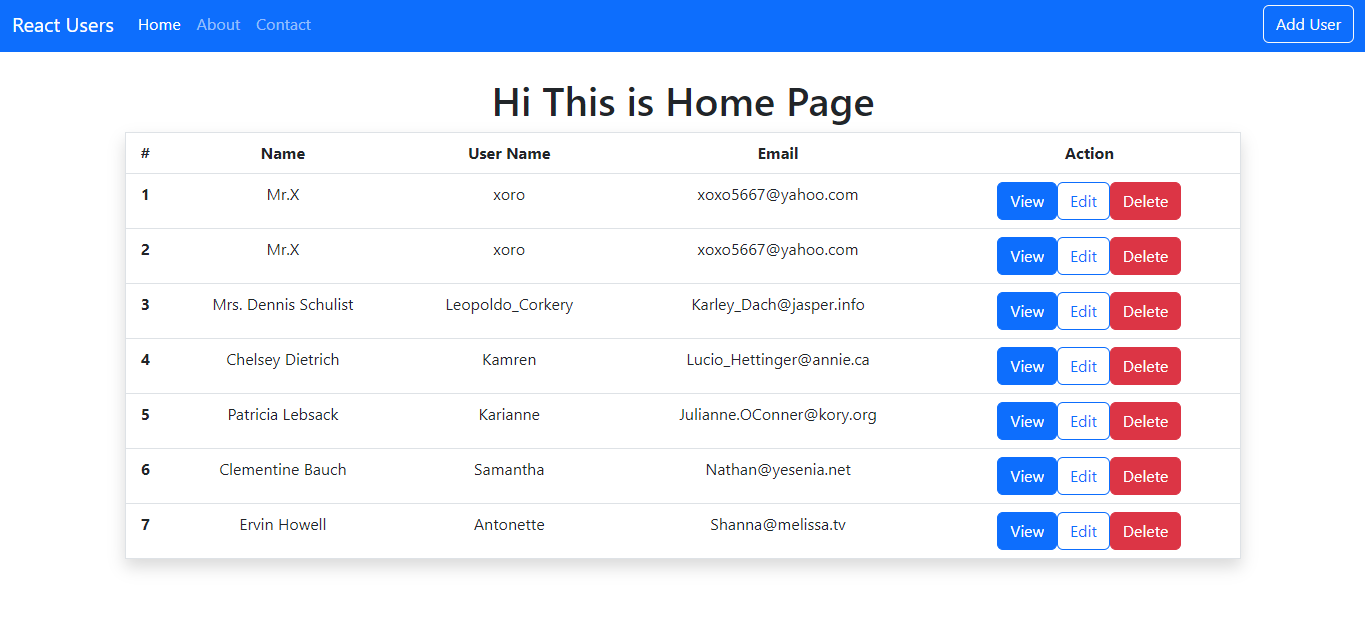 React Users Home About Contact Add User
Hi This is Home Page
# Name User Name Email Action
1 Mr.X xoro xoxo5667@yahoo.com View Edit Delete
2 Mr.X xoro xoxo5667@yahoo.com View Edit Delete
3 Mrs. Dennis Schulist Leopoldo_Corkery Karley_Dach@jasper.info View Edit Delete
4 Chelsey Dietrich Kamren Lucio_Hettinger@annie.ca View Edit Delete
5 Patricia Lebsack Karianne Julianne.OConner@kory.org View Edit Delete
6 Clementine Bauch Samantha Nathan@yesenia.net View Edit Delete
7 Ervin Howell Antonette Shanna@melissa.tv View Edit Delete